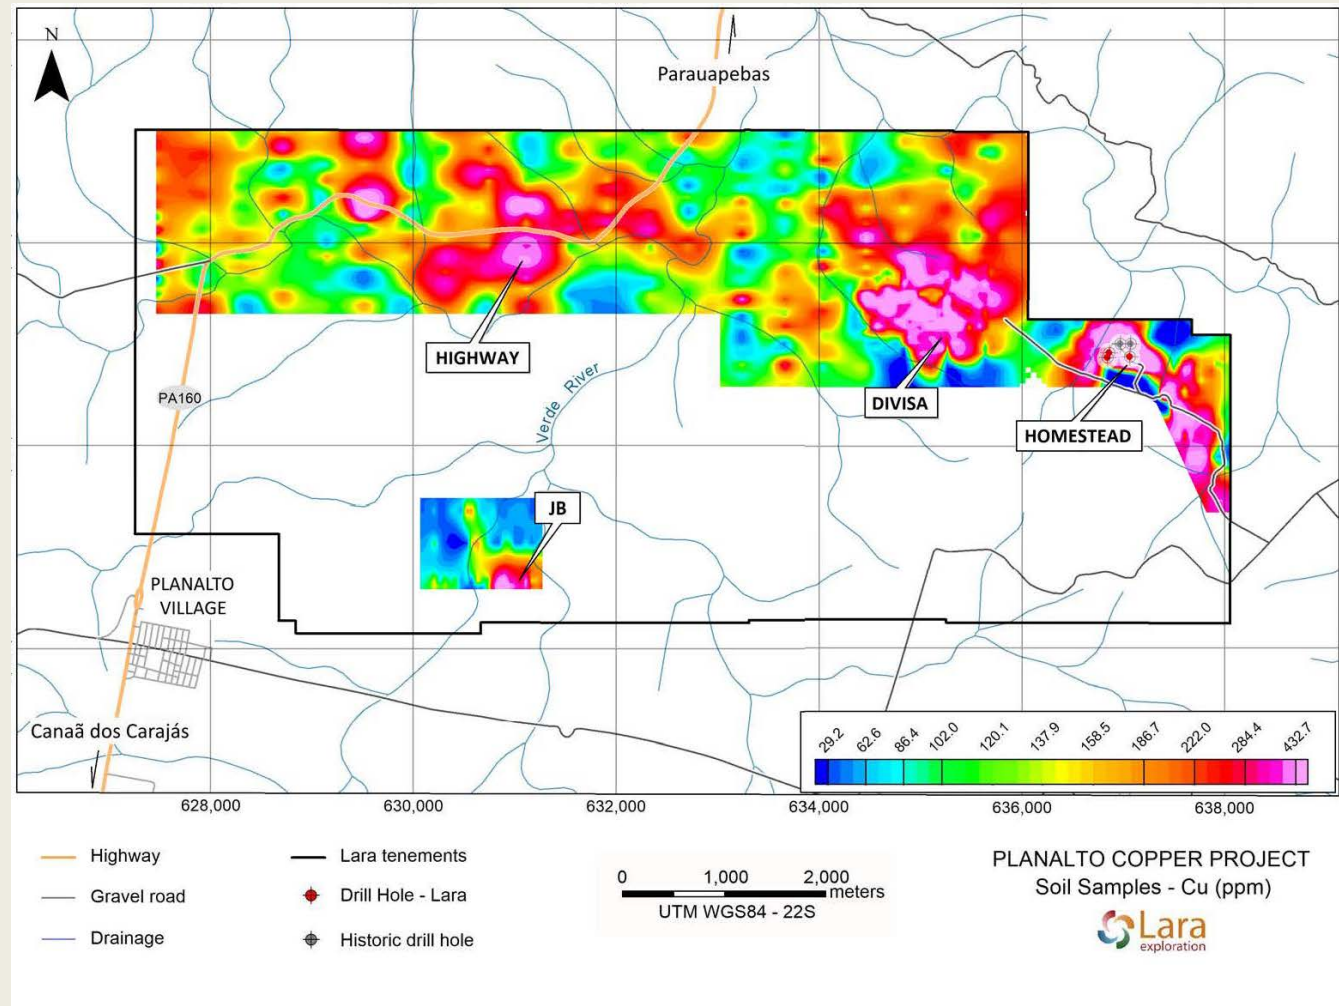 N
Parauapebas
HIGHWAY
PA160
Verde River
DIVISA
HOMESTEAD
JB
PLANALTO
VILLAGE
Canaã dos Carajás
29.2 62.6 86.4 102.0 120.1 137.9 158.5 186.7 222.0 284.4 432.7
628,000 630,000 632,000 634,000 636,000 638,000
Highway
Gravel road
Drainage
Lara tenements
Drill Hole - Lara
Historic drill hole
0 1,000 2,000
meters
UTM WGS84 - 22S
PLANALTO COPPER PROJECT
Soil Samples - Cu (ppm)
Lara
exploration